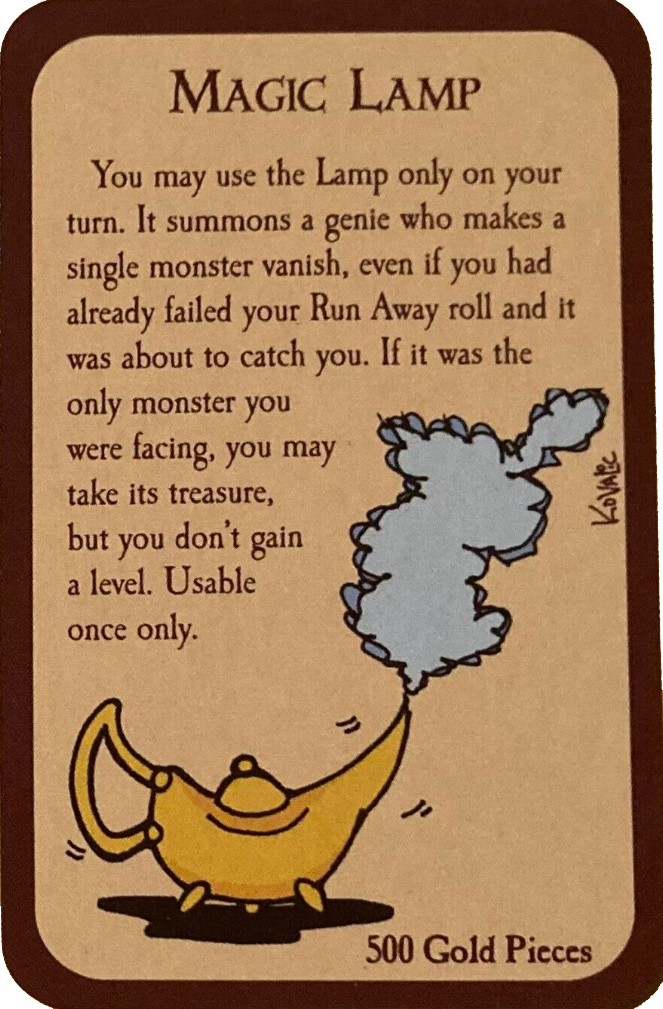 Magic Lamp
You may use the Lamp only on your
turn. It summons a genie who makes a
single monster vanish, even if you had
already failed your Run Away roll and it
was about to catch you. If it was the
only monster you
were facing, you may
take its treasure,
but you don't gain
a level. Usable
once only.
Kovalic
500 Gold Pieces